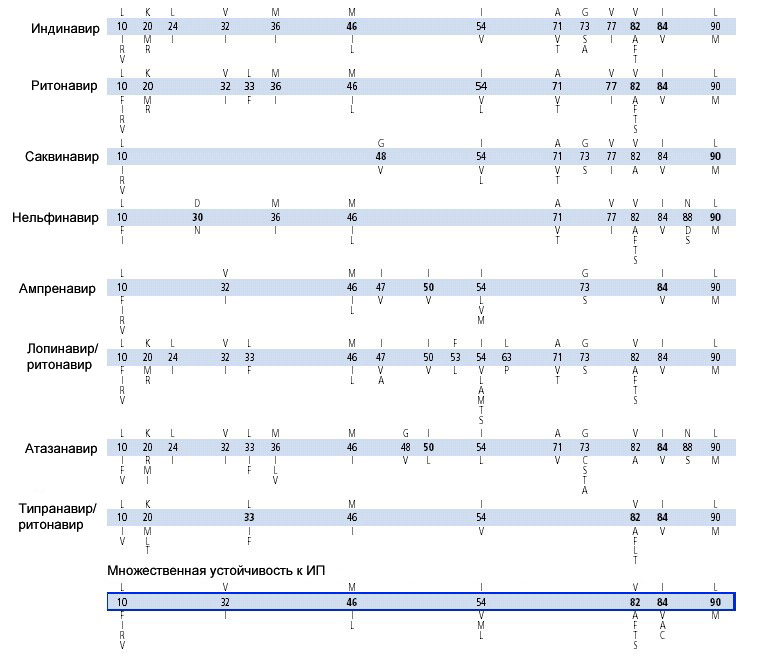 L K L V M M I A G V V I L
Индинавир 10 20 24 32 36 46 54 71 73 77 82 84 90
I M I I I I V V S I A V M
R R L T A F
V T
L K V L M M I A V V I L
Ритонавир 10 20 32 33 36 46 54 71 77 82 84 90
F M I F I I V V I A V M
I R L L T F
R T
V S
L G I A G V V I L
Саквинавир 10 48 54 71 73 77 82 84 90
I V V V S I A V M
R L T
V
L D M M A V V I N L
Нельфинавир 10 30 36 46 71 77 82 84 88 90
F N I I V I A V D M
I L T F S
T
S
L V M I I I G I L
Ампренавир 10 32 46 47 50 54 73 84 90
F I I V V L S V M
I L V
R M
V
L K L V L M I I F I L A G V I L
Лопинавир/
ритонавир 10 20 24 32 33 46 47 50 53 54 63 71 73 82 84 90
F M I I F I V V L V P V S A V M
I R L A L T F
R A T
V M S
T
S
L K L V L M M G I I A G V I N L
Атазанавир 10 20 24 32 33 36 46 48 50 54 71 73 82 84 88 90
I R I I I I I V L L V C A V S M
F M F L S
V I V T
A
L K L M I V I L
Типранавир/
ритонавир 10 20 33 46 54 82 84 90
I M I I V A V M
V L F F
T L
T
Множественная устойчивость к ИП
L V M I V I L
10 32 46 54 82 84 90
F I I V A V M
I L M F A
R L T C
V S